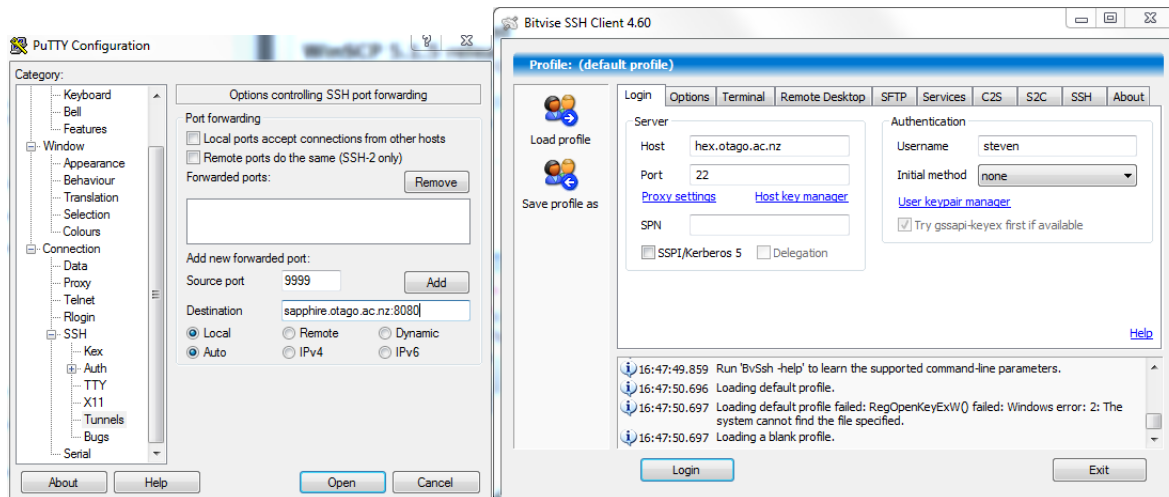 PuTTY Configuration
Category:
Keyboard
Bell
Features
Window
Appearance
Behaviour
Translation
Selection
Colours
Connection
Data
Proxy
Telnet
Rlogin
SSH
Kex
Auth
TTY
X11
Tunnels
Bugs
Serial
Options controlling SSH port forwarding
Port forwarding
Local ports accept connections from other hosts
Remote ports do the same (SSH-2 only)
Forwarded ports:
Remove
Add new forwarded port:
Source port 9999 Add
Destination sapphire.otago.ac.nz:8080
Local Remote Dynamic
Auto IPv4 IPv6
About Help Open Cancel
Bitvise SSH Client 4.60
Profile: (default profile)
Load profile
Save profile as
Login Options Terminal Remote Desktop SFTP Services C2S S2C SSH About
Server
Host hex.otago.ac.nz
Port 22
Proxy settings Host key manager
SPN
SSPI/Kerberos 5 Delegation
Authentication
Username steven
Initial method none
User keypair manager
Try gssapi-keyex first if available
Help
16:47:49.859 Run 'BvSsh -help' to learn the supported command-line parameters.
16:47:50.696 Loading default profile.
16:47:50.697 Loading default profile failed: RegOpenKeyExW() failed: Windows error: 2: The
system cannot find the file specified.
16:47:50.697 Loading a blank profile.
Login Exit